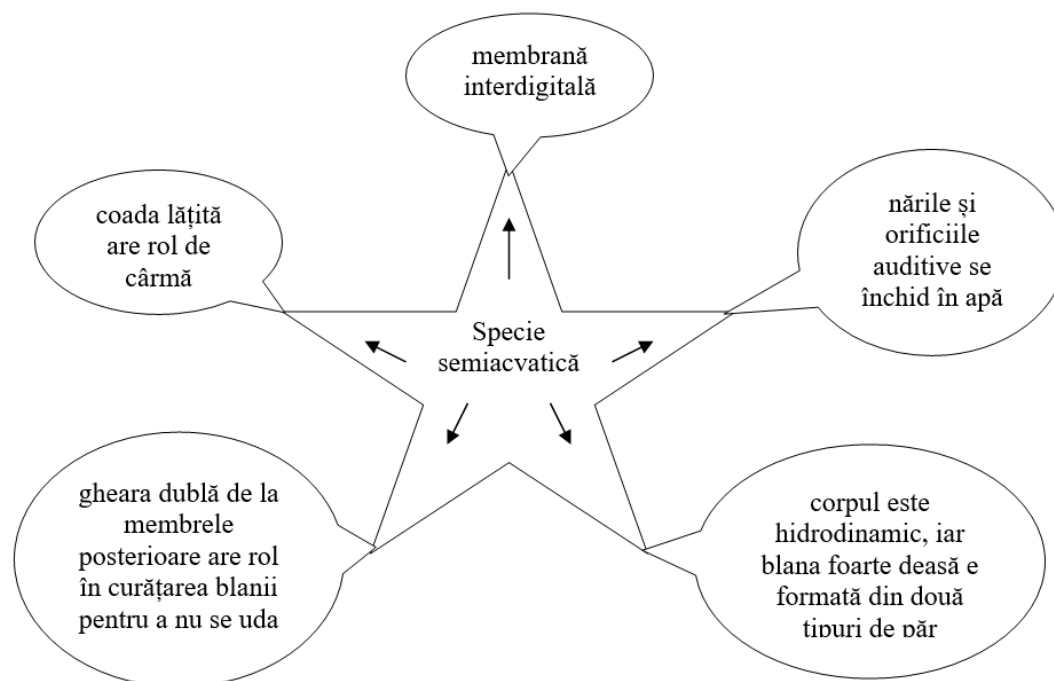 membrană
interdigitală
coada lățită
are rol de
cârmă
nările și
orificiile
auditive se
închid în apă
Specie
semiacvatică
gheara dublă de la
membrele
posterioare are rol
în curățarea blanii
pentru a nu se uda
corpul este
hidrodinamic, iar
blana foarte deasă e
formată din două
tipuri de păr